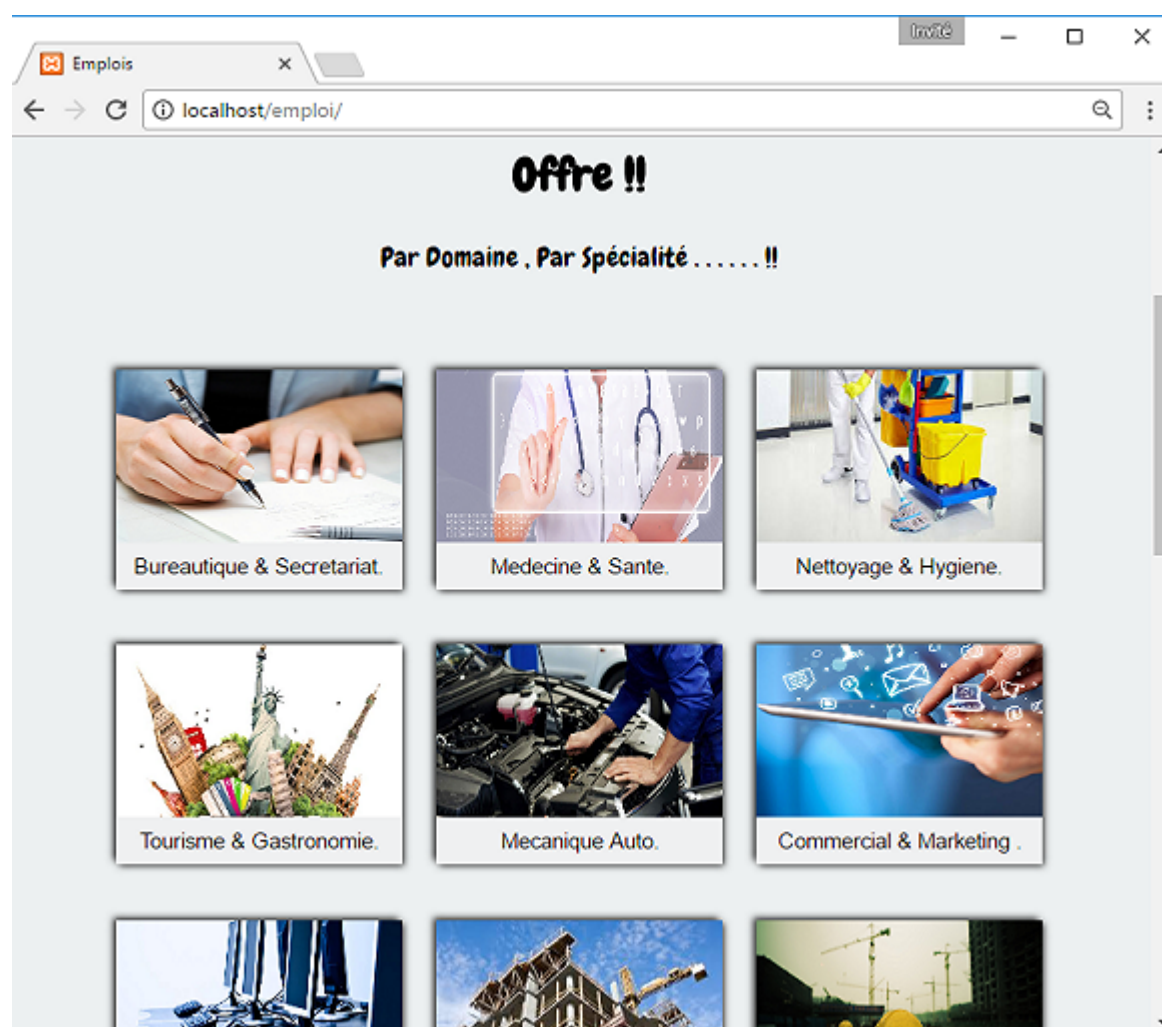 Invité
Emplois
localhost/emploi/
Offre !!
Par Domaine , Par Spécialité . . . . . . !!
Bureautique & Secretariat.
Medecine & Sante.
Nettoyage & Hygiene.
Tourisme & Gastronomie.
Mecanique Auto.
Commercial & Marketing .